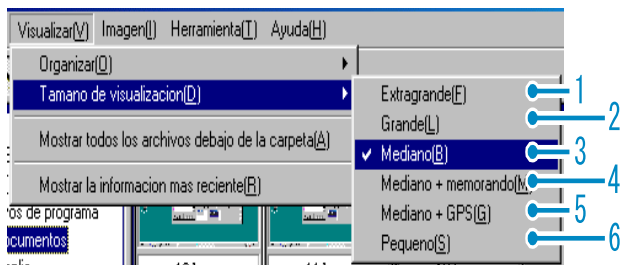 Visualizar(V) Imagen(I) Herramienta(T) Ayuda(H)
Organizar(O)
Tamano de visualizacion(D)
Mostrar todos los archivos debajo de la carpeta(A)
Mostrar la informacion mas reciente(R)
Extragrande(F) 1
Grande(L) 2
Mediano(B) 3
Mediano + memorando(M) 4
Mediano + GPS(G) 5
Pequeno(S) 6
os de programa
ocumentos